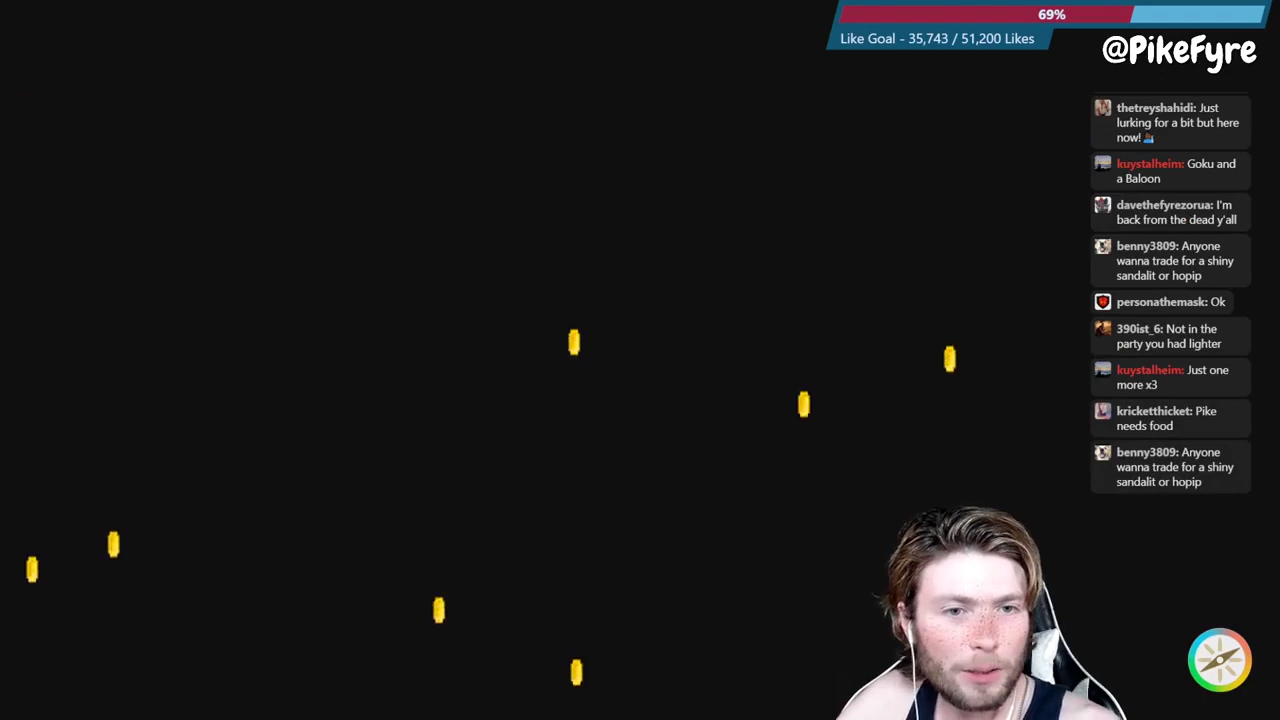 69%
Like Goal - 35,743 / 51,200 Likes
@PikeFyre
thetreyshahidi: Just
lurking for a bit but here
now!
kuystalheim: Goku and
a Baloon
davethefyrezorua: I'm
back from the dead y'all
benny3809: Anyone
wanna trade for a shiny
sandalit or hopip
personathemask: Ok
390ist_6: Not in the
party you had lighter
kuystalheim: Just one
more x3
kricketthicket: Pike
needs food
benny3809: Anyone
wanna trade for a shiny
sandalit or hopip